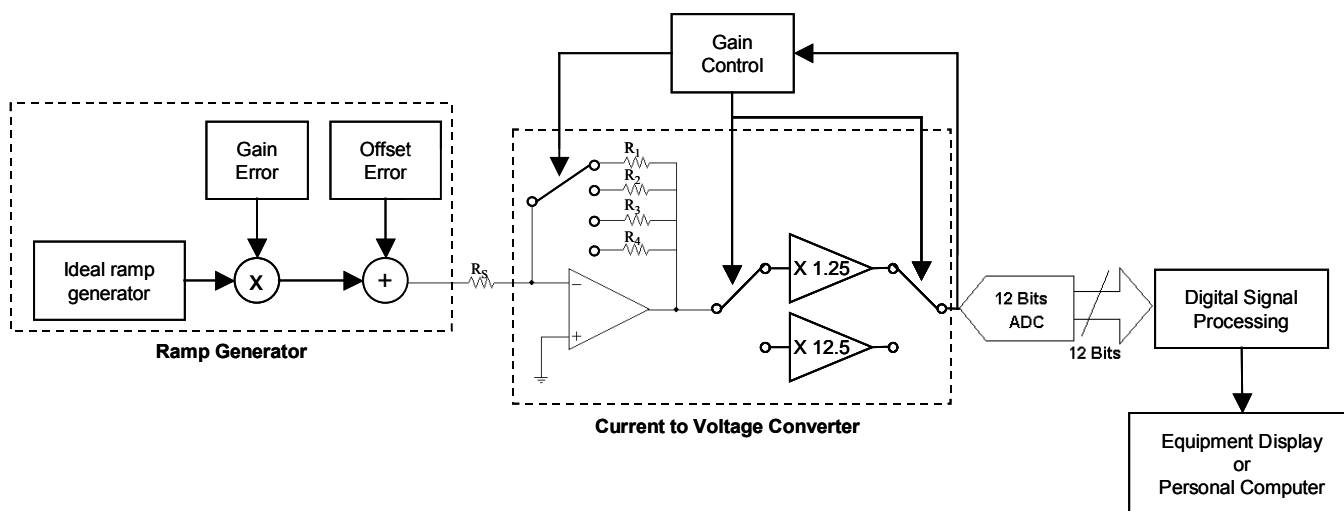 Gain
Control
Gain
Error
Offset
Error
Ideal ramp
generator
X
+
Ramp Generator
RS
R1
R2
R3
R4
−
+
X 1.25
X 12.5
Current to Voltage Converter
12 Bits
ADC
12 Bits
Digital Signal
Processing
Equipment Display
or
Personal Computer